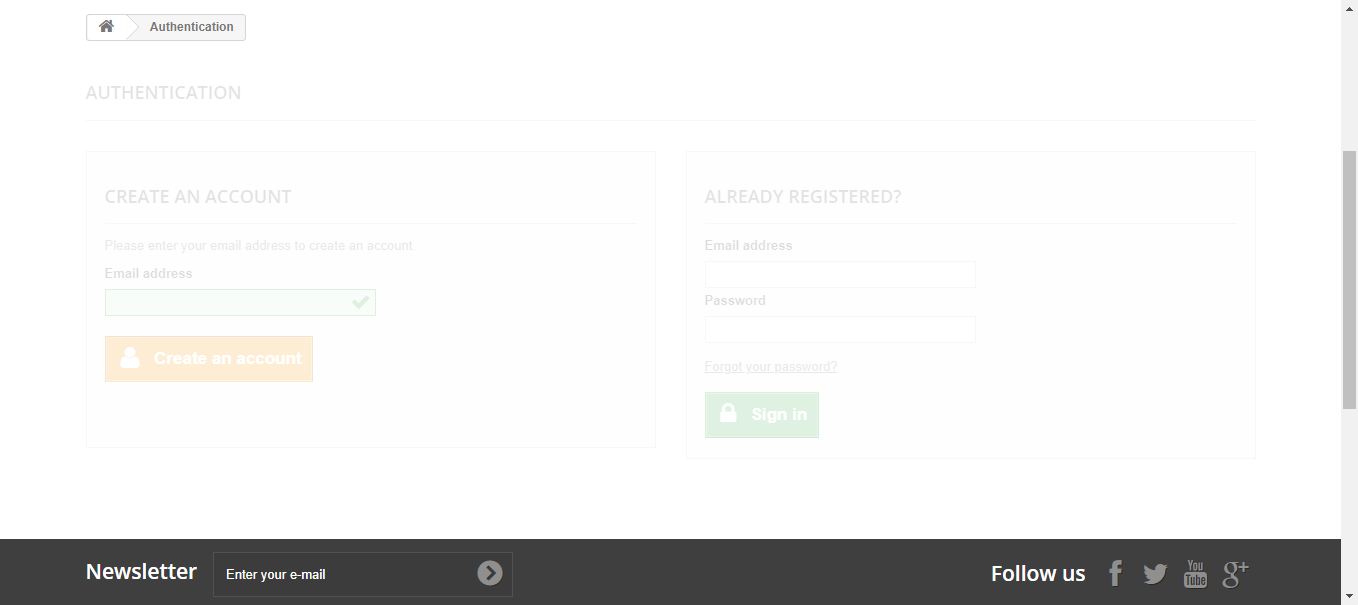 Authentication
AUTHENTICATION
CREATE AN ACCOUNT
Please enter your email address to create an account.
Email address
Create an account
ALREADY REGISTERED?
Email address
Password
Forgot your password?
Sign in
Newsletter
Enter your e-mail
Follow us
You
Tube
g+